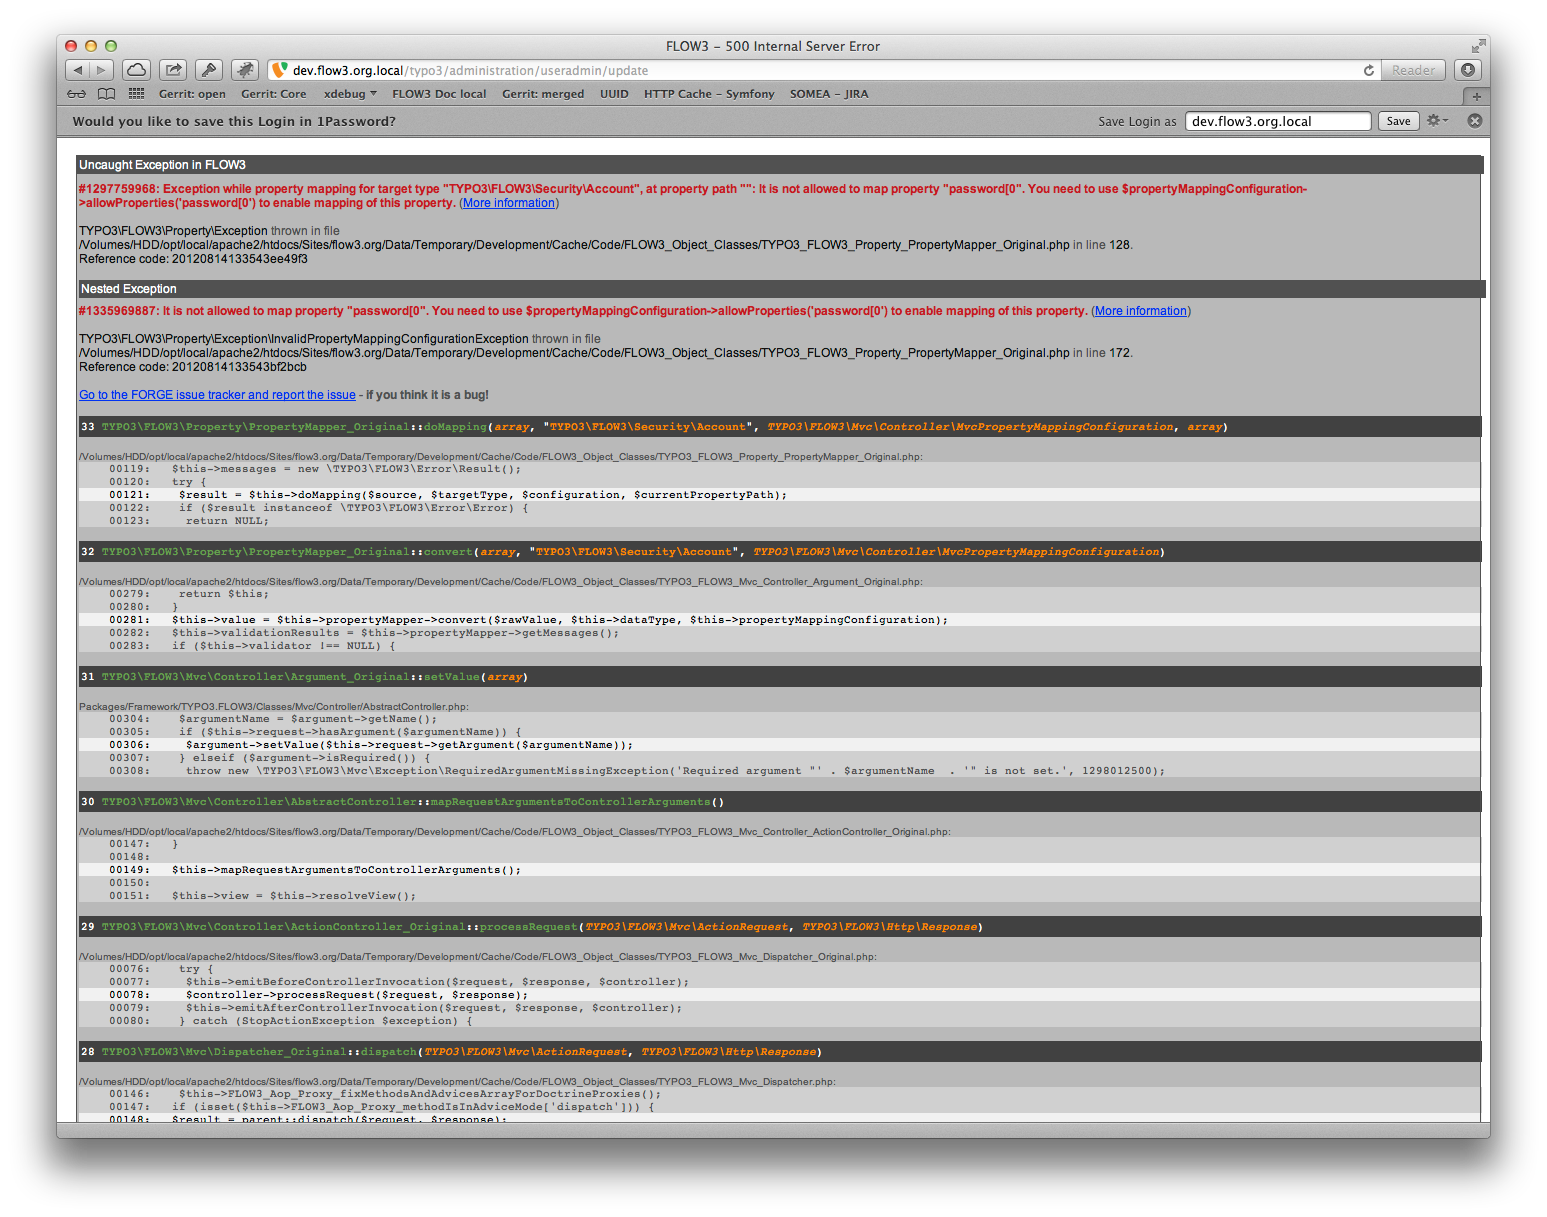 FLOW3 – 500 Internal Server Error
dev.flow3.org.local/typo3/administration/useradmin/update
Reader
Gerrit: open Gerrit: Core xdebug FLOW3 Doc local Gerrit: merged UUID HTTP Cache – Symfony SOMEA – JIRA
Would you like to save this Login in 1Password? Save Login as dev.flow3.org.local Save
Uncaught Exception in FLOW3
#1297759968: Exception while property mapping for target type "TYPO3\FLOW3\Security\Account", at property path "": It is not allowed to map property "password[0". You need to use $propertyMappingConfiguration-
>allowProperties('password[0') to enable mapping of this property. (More information)
TYPO3\FLOW3\Property\Exception thrown in file
/Volumes/HDD/opt/local/apache2/htdocs/Sites/flow3.org/Data/Temporary/Development/Cache/Code/FLOW3_Object_Classes/TYPO3_FLOW3_Property_PropertyMapper_Original.php in line 128.
Reference code: 20120814133543ee49f3
Nested Exception
#1335969887: It is not allowed to map property "password[0". You need to use $propertyMappingConfiguration->allowProperties('password[0') to enable mapping of this property. (More information)
TYPO3\FLOW3\Property\Exception\InvalidPropertyMappingConfigurationException thrown in file
/Volumes/HDD/opt/local/apache2/htdocs/Sites/flow3.org/Data/Temporary/Development/Cache/Code/FLOW3_Object_Classes/TYPO3_FLOW3_Property_PropertyMapper_Original.php in line 172.
Reference code: 20120814133543bf2bcb
Go to the FORGE issue tracker and report the issue - if you think it is a bug!
33 TYPO3\FLOW3\Property\PropertyMapper_Original::doMapping(array, "TYPO3\FLOW3\Security\Account", TYPO3\FLOW3\Mvc\Controller\MvcPropertyMappingConfiguration, array)
/Volumes/HDD/opt/local/apache2/htdocs/Sites/flow3.org/Data/Temporary/Development/Cache/Code/FLOW3_Object_Classes/TYPO3_FLOW3_Property_PropertyMapper_Original.php:
00119: $this->messages = new \TYPO3\FLOW3\Error\Result();
00120: try {
00121: $result = $this->doMapping($source, $targetType, $configuration, $currentPropertyPath);
00122: if ($result instanceof \TYPO3\FLOW3\Error\Error) {
00123: return NULL;
32 TYPO3\FLOW3\Property\PropertyMapper_Original::convert(array, "TYPO3\FLOW3\Security\Account", TYPO3\FLOW3\Mvc\Controller\MvcPropertyMappingConfiguration)
/Volumes/HDD/opt/local/apache2/htdocs/Sites/flow3.org/Data/Temporary/Development/Cache/Code/FLOW3_Object_Classes/TYPO3_FLOW3_Mvc_Controller_Argument_Original.php:
00279: return $this;
00280: }
00281: $this->value = $this->propertyMapper->convert($rawValue, $this->dataType, $this->propertyMappingConfiguration);
00282: $this->validationResults = $this->propertyMapper->getMessages();
00283: if ($this->validator !== NULL) {
31 TYPO3\FLOW3\Mvc\Controller\Argument_Original::setValue(array)
Packages/Framework/TYPO3.FLOW3/Classes/Mvc/Controller/AbstractController.php:
00304: $argumentName = $argument->getName();
00305: if ($this->request->hasArgument($argumentName)) {
00306: $argument->setValue($this->request->getArgument($argumentName));
00307: } elseif ($argument->isRequired()) {
00308: throw new \TYPO3\FLOW3\Mvc\Exception\RequiredArgumentMissingException('Required argument "' . $argumentName . '" is not set.', 1298012500);
30 TYPO3\FLOW3\Mvc\Controller\AbstractController::mapRequestArgumentsToControllerArguments()
/Volumes/HDD/opt/local/apache2/htdocs/Sites/flow3.org/Data/Temporary/Development/Cache/Code/FLOW3_Object_Classes/TYPO3_FLOW3_Mvc_Controller_ActionController_Original.php:
00147: }
00148:
00149: $this->mapRequestArgumentsToControllerArguments();
00150:
00151: $this->view = $this->resolveView();
29 TYPO3\FLOW3\Mvc\Controller\ActionController_Original::processRequest(TYPO3\FLOW3\Mvc\ActionRequest, TYPO3\FLOW3\Http\Response)
/Volumes/HDD/opt/local/apache2/htdocs/Sites/flow3.org/Data/Temporary/Development/Cache/Code/FLOW3_Object_Classes/TYPO3_FLOW3_Mvc_Dispatcher_Original.php:
00076: try {
00077: $this->emitBeforeControllerInvocation($request, $response, $controller);
00078: $controller->processRequest($request, $response);
00079: $this->emitAfterControllerInvocation($request, $response, $controller);
00080: } catch (StopActionException $exception) {
28 TYPO3\FLOW3\Mvc\Dispatcher_Original::dispatch(TYPO3\FLOW3\Mvc\ActionRequest, TYPO3\FLOW3\Http\Response)
/Volumes/HDD/opt/local/apache2/htdocs/Sites/flow3.org/Data/Temporary/Development/Cache/Code/FLOW3_Object_Classes/TYPO3_FLOW3_Mvc_Dispatcher.php:
00146: $this->FLOW3_Aop_Proxy_fixMethodsAndAdvicesArrayForDoctrineProxies();
00147: if (isset($this->FLOW3_Aop_Proxy_methodIsInAdviceMode['dispatch'])) {
00148: $result = parent::dispatch($request, $response);